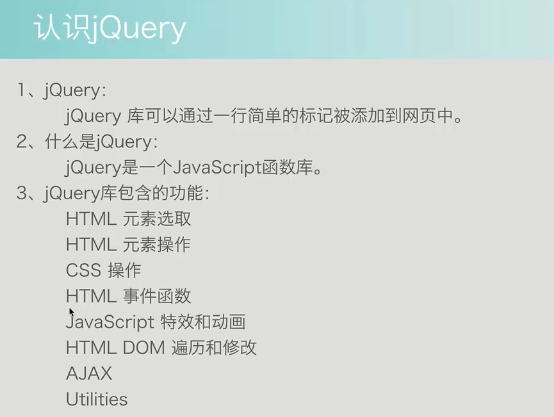 认识jQuery
1、jQuery：
jQuery 库可以通过一行简单的标记被添加到网页中。
2、什么是jQuery：
jQuery是一个JavaScript函数库。
3、jQuery库包含的功能：
HTML 元素选取
HTML 元素操作
CSS 操作
HTML 事件函数
JavaScript 特效和动画
HTML DOM 遍历和修改
AJAX
Utilities